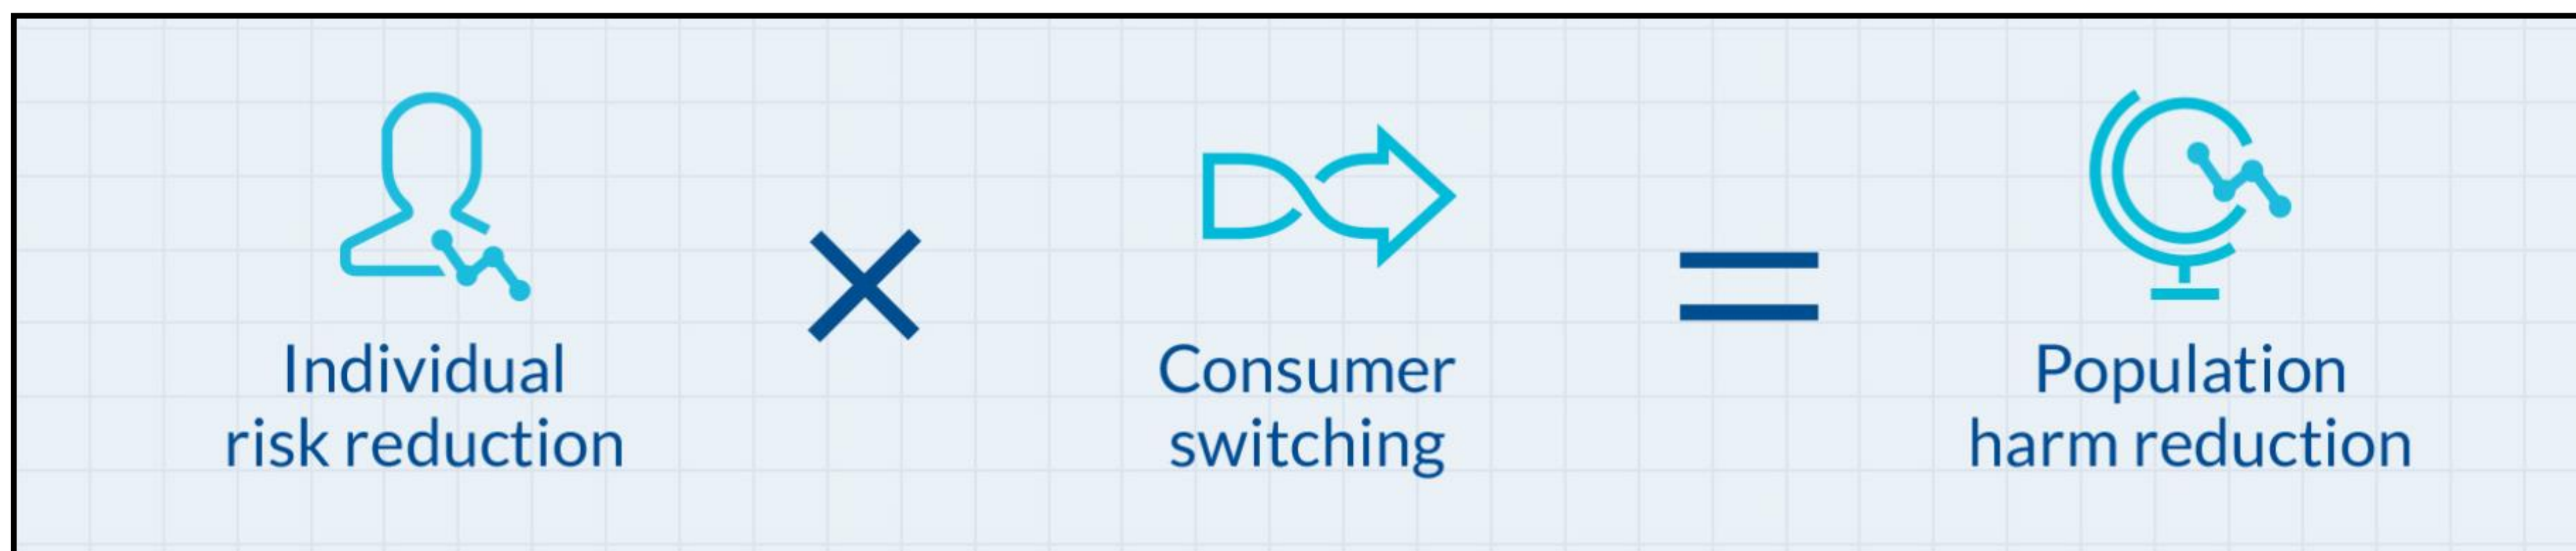 Individual
risk reduction
×
Consumer
switching
=
Population
harm reduction